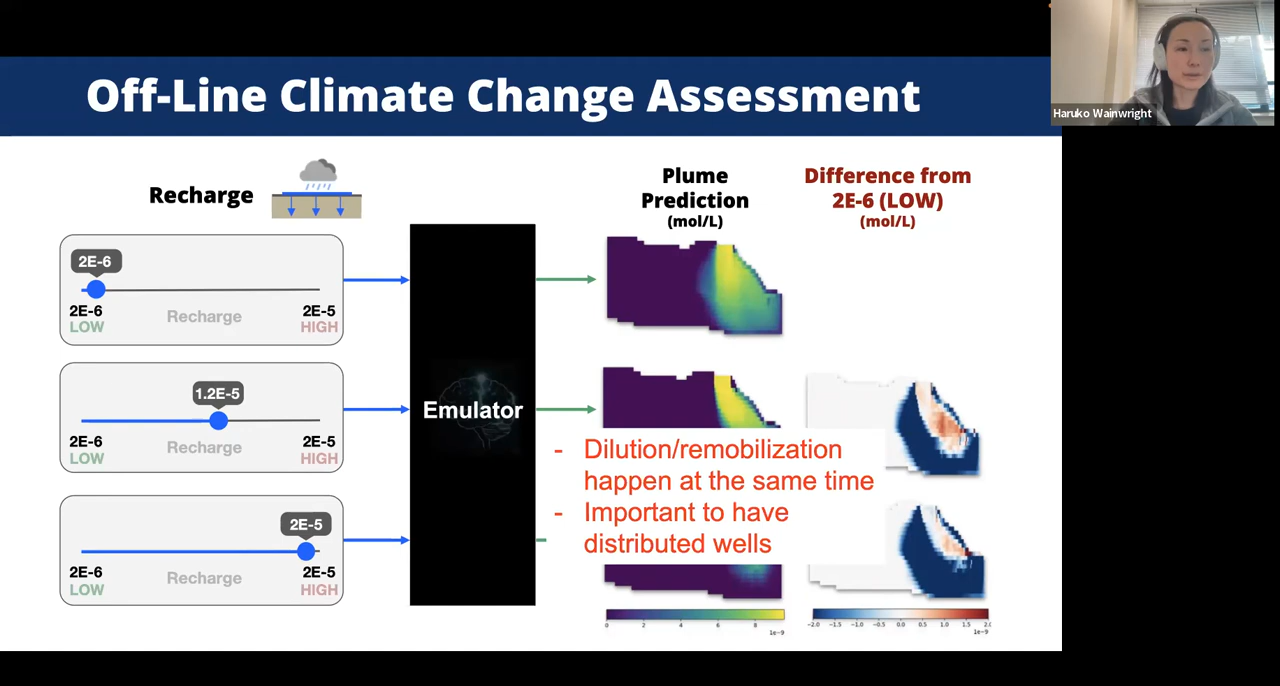 Off-Line Climate Change Assessment
Haruko Wainwright
Recharge
Plume
Prediction
(mol/L)
Difference from
2E-6 (LOW)
(mol/L)
2E-6
2E-6
LOW
Recharge
2E-5
HIGH
1.2E-5
2E-6
LOW
Recharge
2E-5
HIGH
2E-5
2E-6
LOW
Recharge
2E-5
HIGH
Emulator
- Dilution/remobilization
happen at the same time
- Important to have
distributed wells
0 2 4 6 8
1e-9
-2.0 -1.5 -1.0 -0.5 0.0 0.5 1.0 1.5 2.0
1e-9